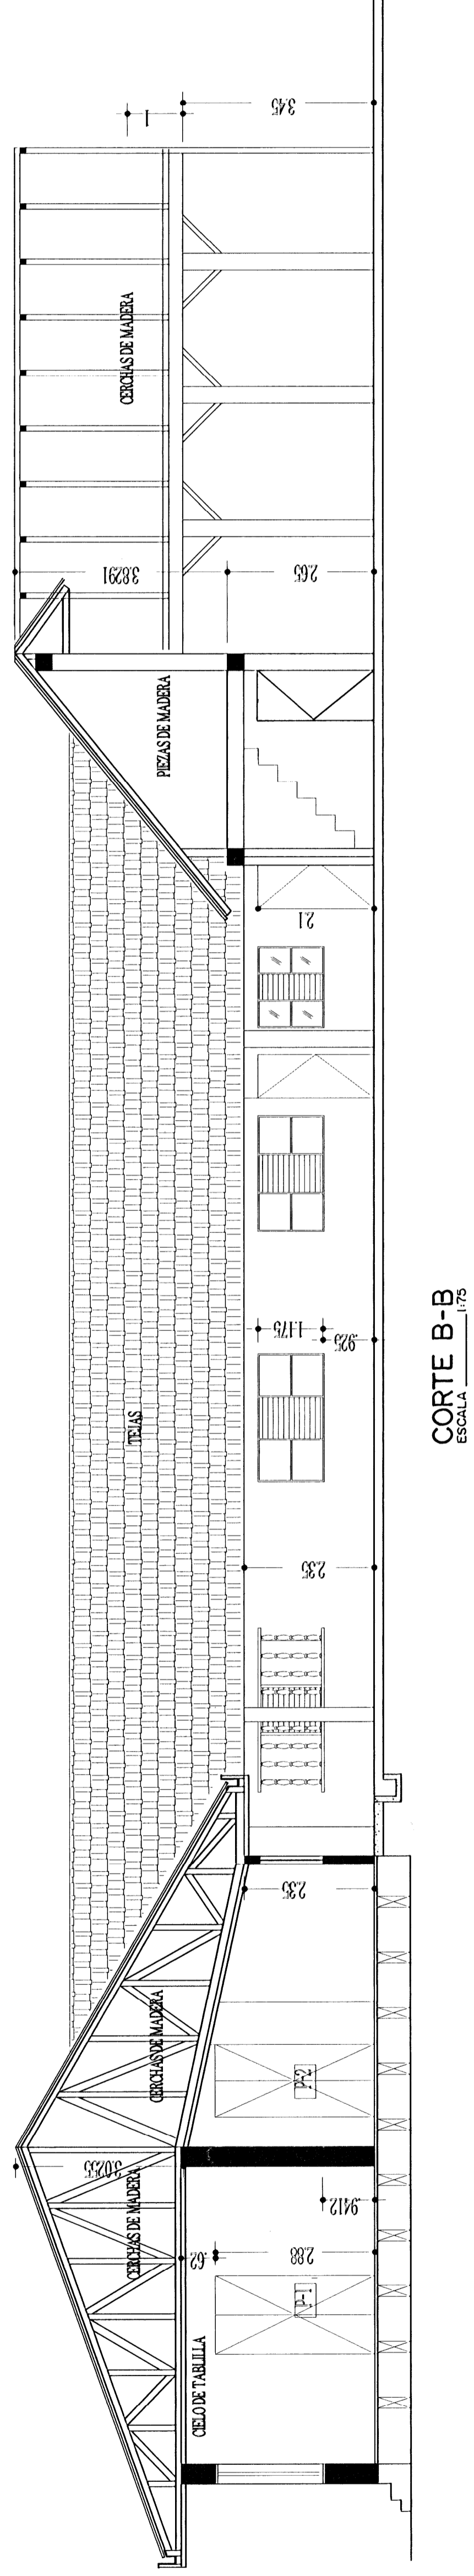 CIELO DE TABLILLA
CERCHAS DE MADERA
3.0255
CERCHAS DE MADERA
.62
2.88
.9412
P-1
P-2
2.35
2.35
TEJAS
1.175
.925
2.1
PIEZAS DE MADERA
3.8291
2.65
CERCHAS DE MADERA
1
3.45
CORTE B-B
ESCALA 1:75